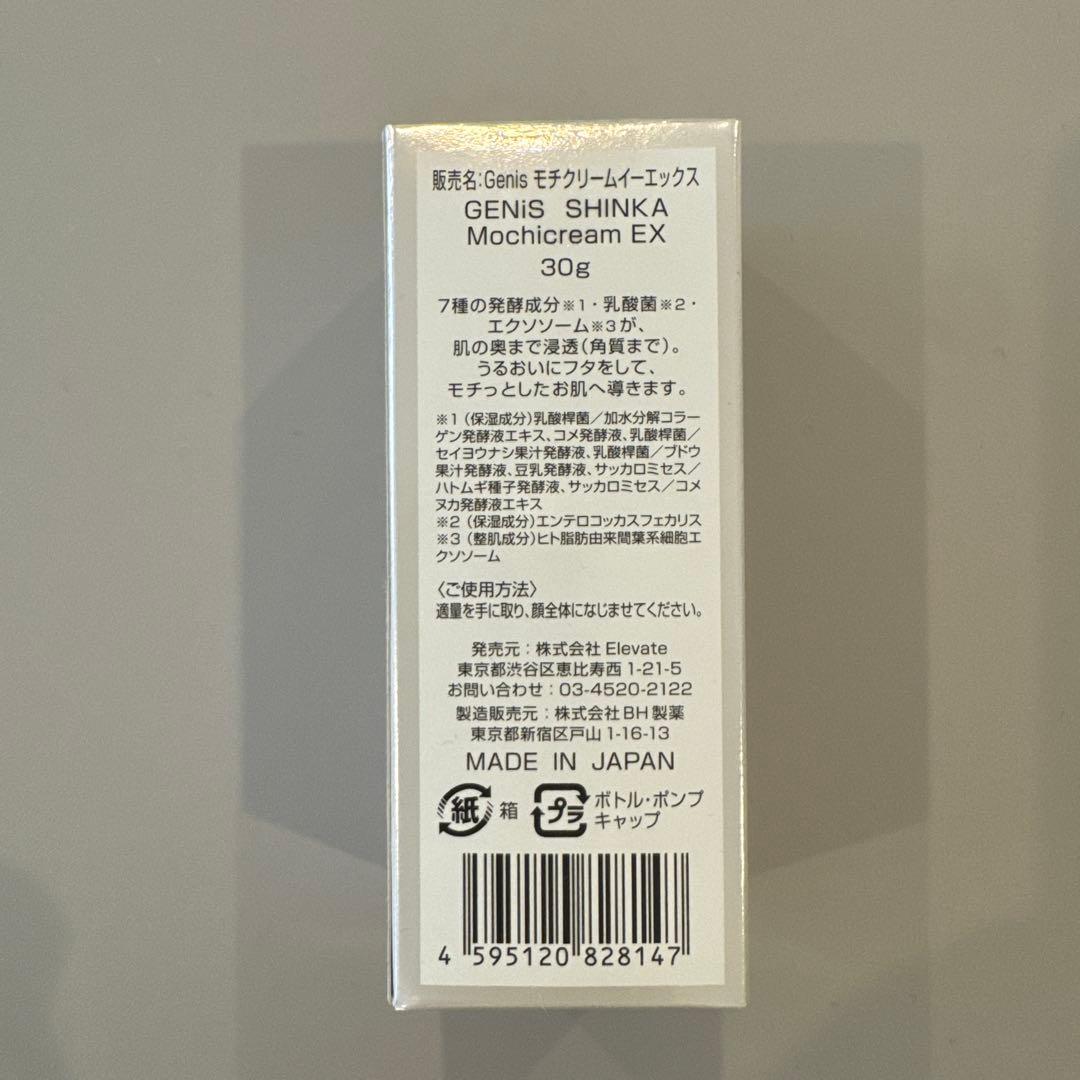 販売名:Genis モチクリームイーエックス
GENiS SHINKA
Mochicream EX
30g
7種の発酵成分※1・乳酸菌※2・
エクソソーム※3が、
肌の奥まで浸透(角質まで)。
うるおいにフタをして、
モチっとしたお肌へ導きます。
※1(保湿成分)乳酸桿菌/加水分解コラー
ゲン発酵液エキス、コメ発酵液、乳酸桿菌/
セイヨウナシ果汁発酵液、乳酸桿菌/ブドウ
果汁発酵液、豆乳発酵液、サッカロミセス/
ハトムギ種子発酵液、サッカロミセス/コメ
ヌカ発酵液エキス
※2(保湿成分)エンテロコッカスフェカリス
※3(整肌成分)ヒト脂肪由来間葉系細胞エ
クソソーム
〈ご使用方法〉
適量を手に取り、顔全体になじませてください。
発売元:株式会社Elevate
東京都渋谷区恵比寿西1-21-5
お問い合わせ:03-4520-2122
製造販売元:株式会社BH製薬
東京都新宿区戸山1-16-13
MADE IN JAPAN
紙 箱 プラ ボトル・ポンプ
キャップ
4 595120 828147